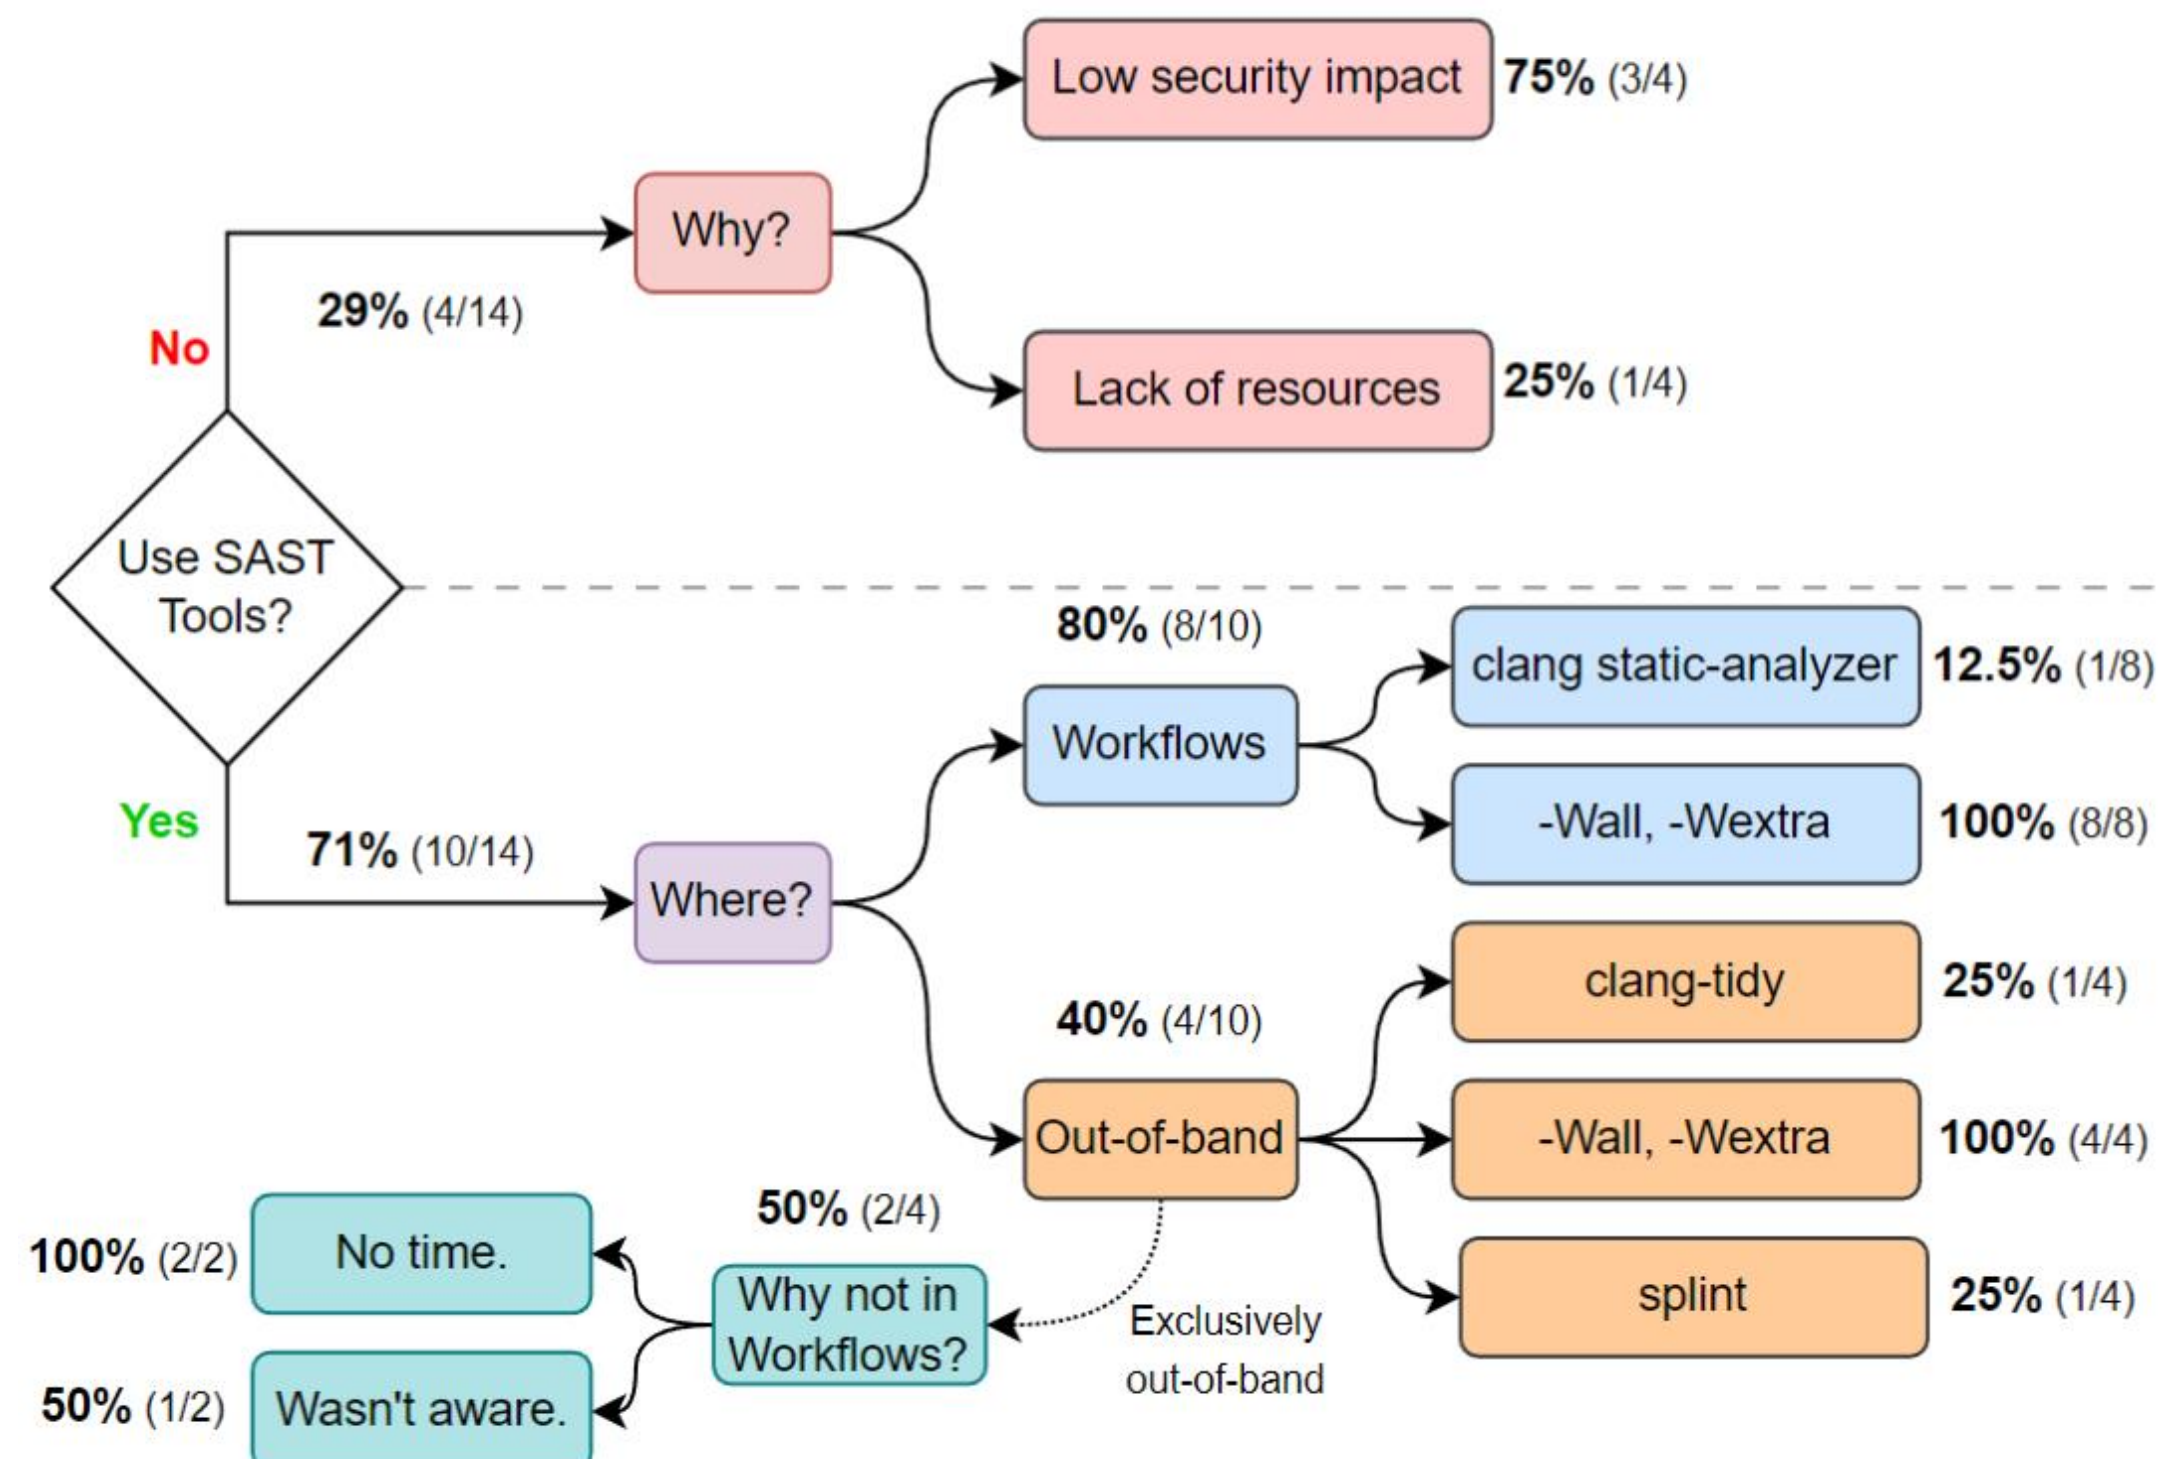 Low security impact 75% (3/4)
Why?
29% (4/14)
No
Lack of resources 25% (1/4)
Use SAST
Tools?
80% (8/10)
clang static-analyzer 12.5% (1/8)
Workflows
-Wall, -Wextra 100% (8/8)
Yes
71% (10/14)
Where?
clang-tidy 25% (1/4)
40% (4/10)
Out-of-band
-Wall, -Wextra 100% (4/4)
50% (2/4)
100% (2/2) No time.
splint 25% (1/4)
Why not in
Workflows?
Exclusively
out-of-band
50% (1/2) Wasn't aware.